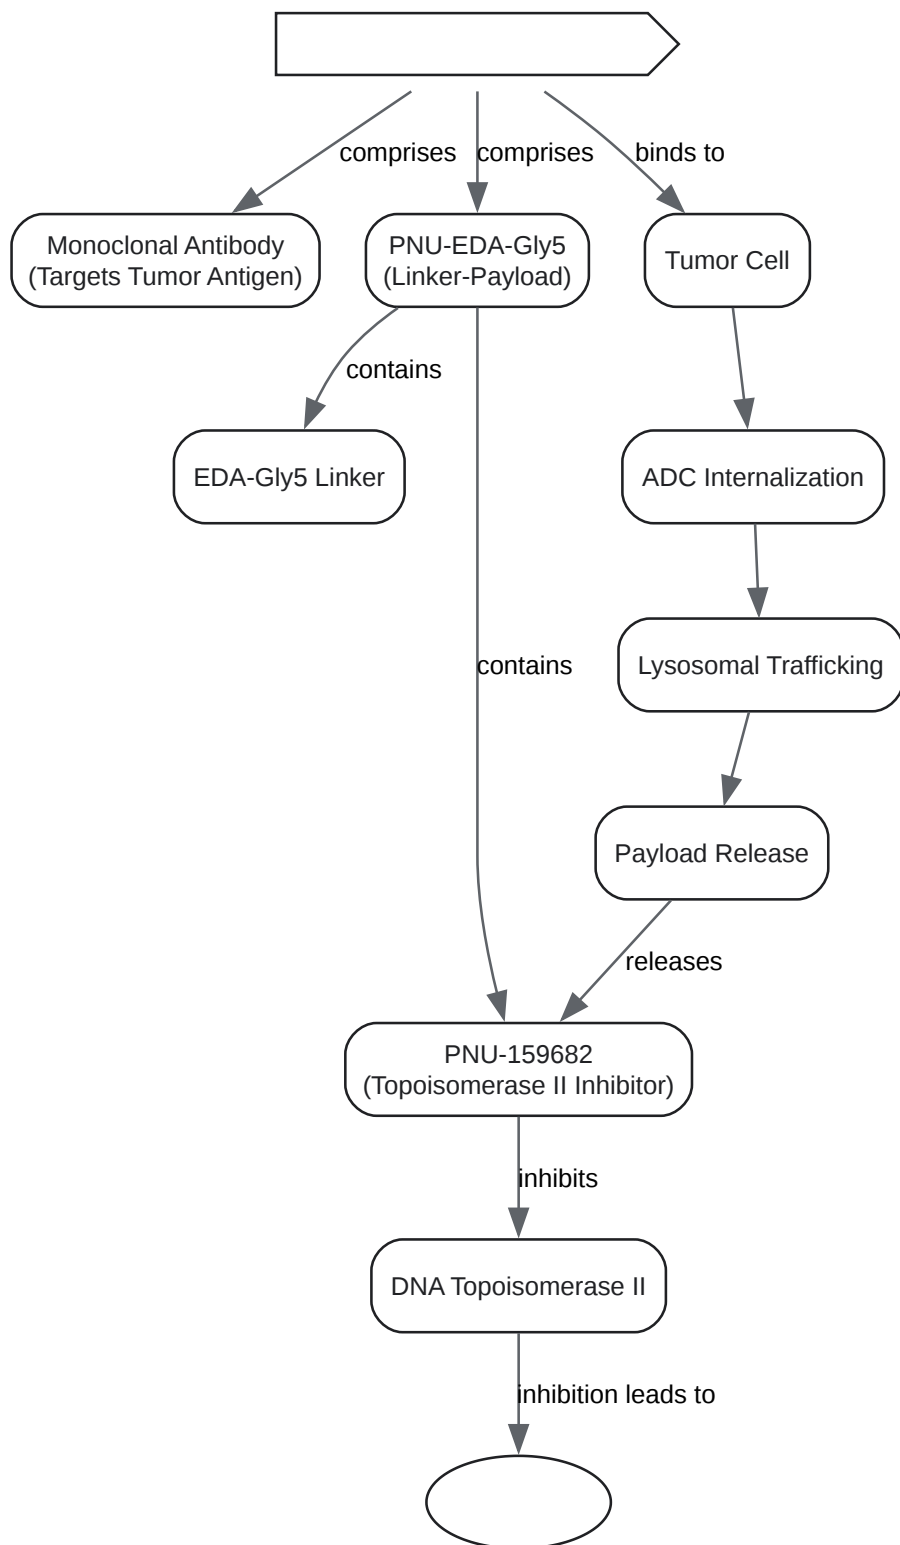 comprises
comprises
binds to
Monoclonal Antibody
(Targets Tumor Antigen)
PNU-EDA-Gly5
(Linker-Payload)
Tumor Cell
contains
EDA-Gly5 Linker
ADC Internalization
contains
Lysosomal Trafficking
Payload Release
releases
PNU-159682
(Topoisomerase II Inhibitor)
inhibits
DNA Topoisomerase II
inhibition leads to